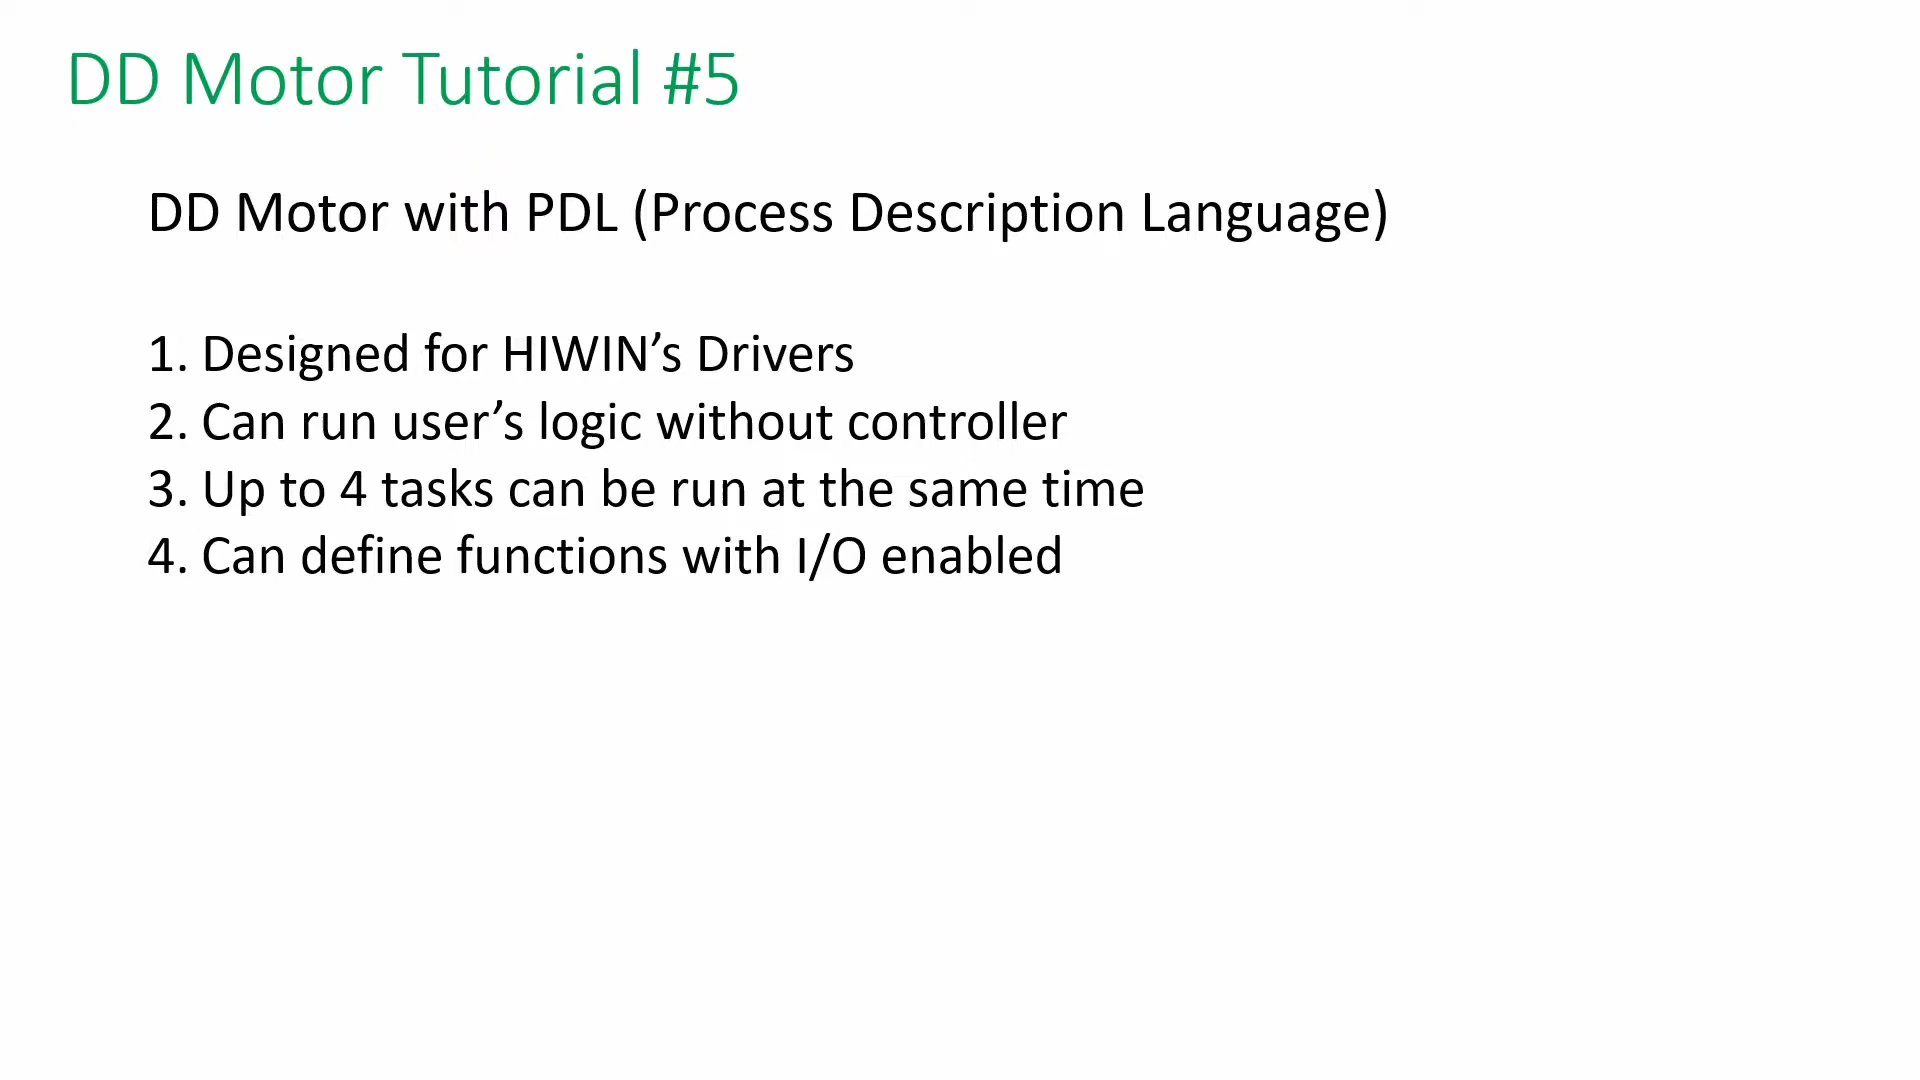 DD Motor Tutorial #5
DD Motor with PDL (Process Description Language)
1. Designed for HIWIN’s Drivers
2. Can run user’s logic without controller
3. Up to 4 tasks can be run at the same time
4. Can define functions with I/O enabled